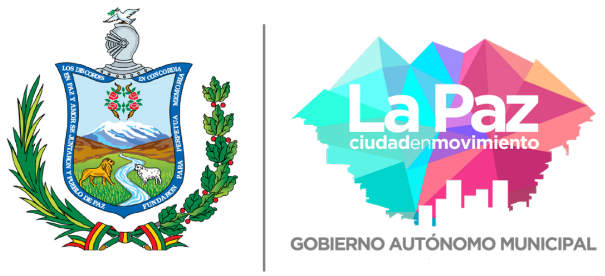 LOS DISCORDES EN CONCORDIA
EN PAZ Y AMOR SE JUNTARON Y PUEBLO DE PAZ
FUNDARON PARA PERPETUA MEMORIA
La Paz
ciudadenmovimiento
GOBIERNO AUTÓNOMO MUNICIPAL